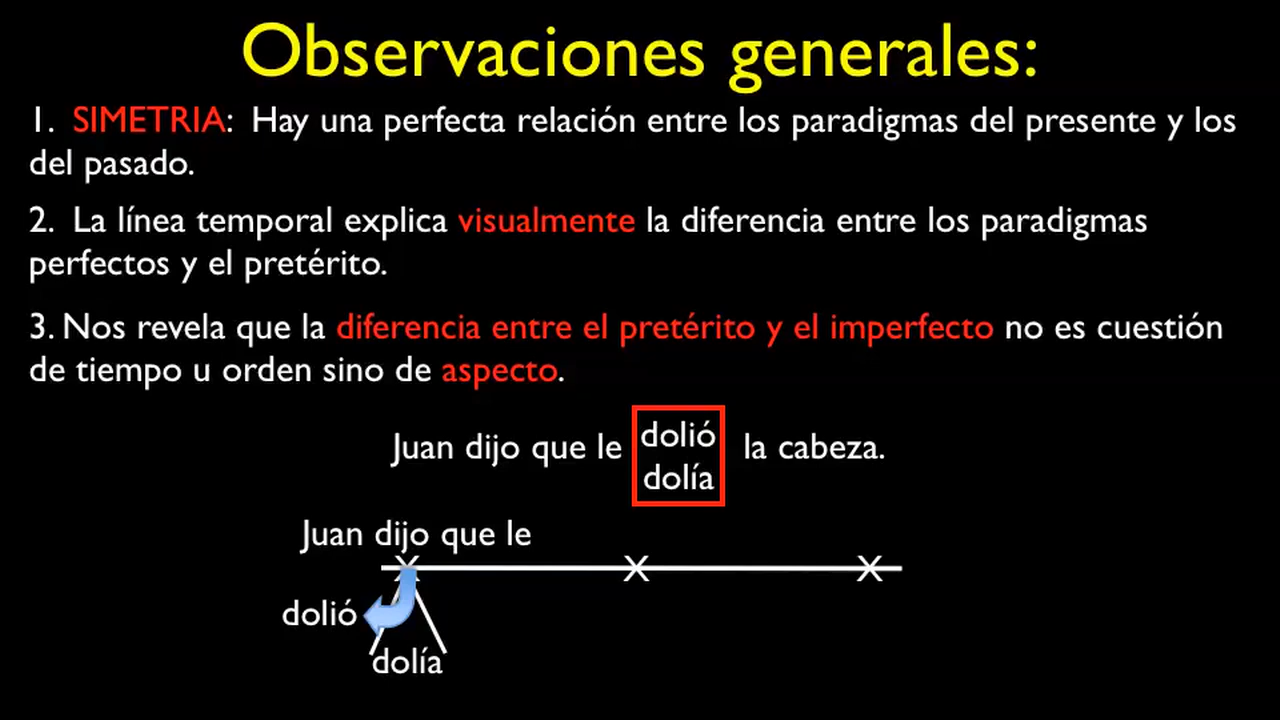 Observaciones generales:
1. SIMETRIA: Hay una perfecta relación entre los paradigmas del presente y los
del pasado.
2. La línea temporal explica visualmente la diferencia entre los paradigmas
perfectos y el pretérito.
3. Nos revela que la diferencia entre el pretérito y el imperfecto no es cuestión
de tiempo u orden sino de aspecto.
dolió
Juan dijo que le la cabeza.
dolía
Juan dijo que le
X X X
dolió
dolía